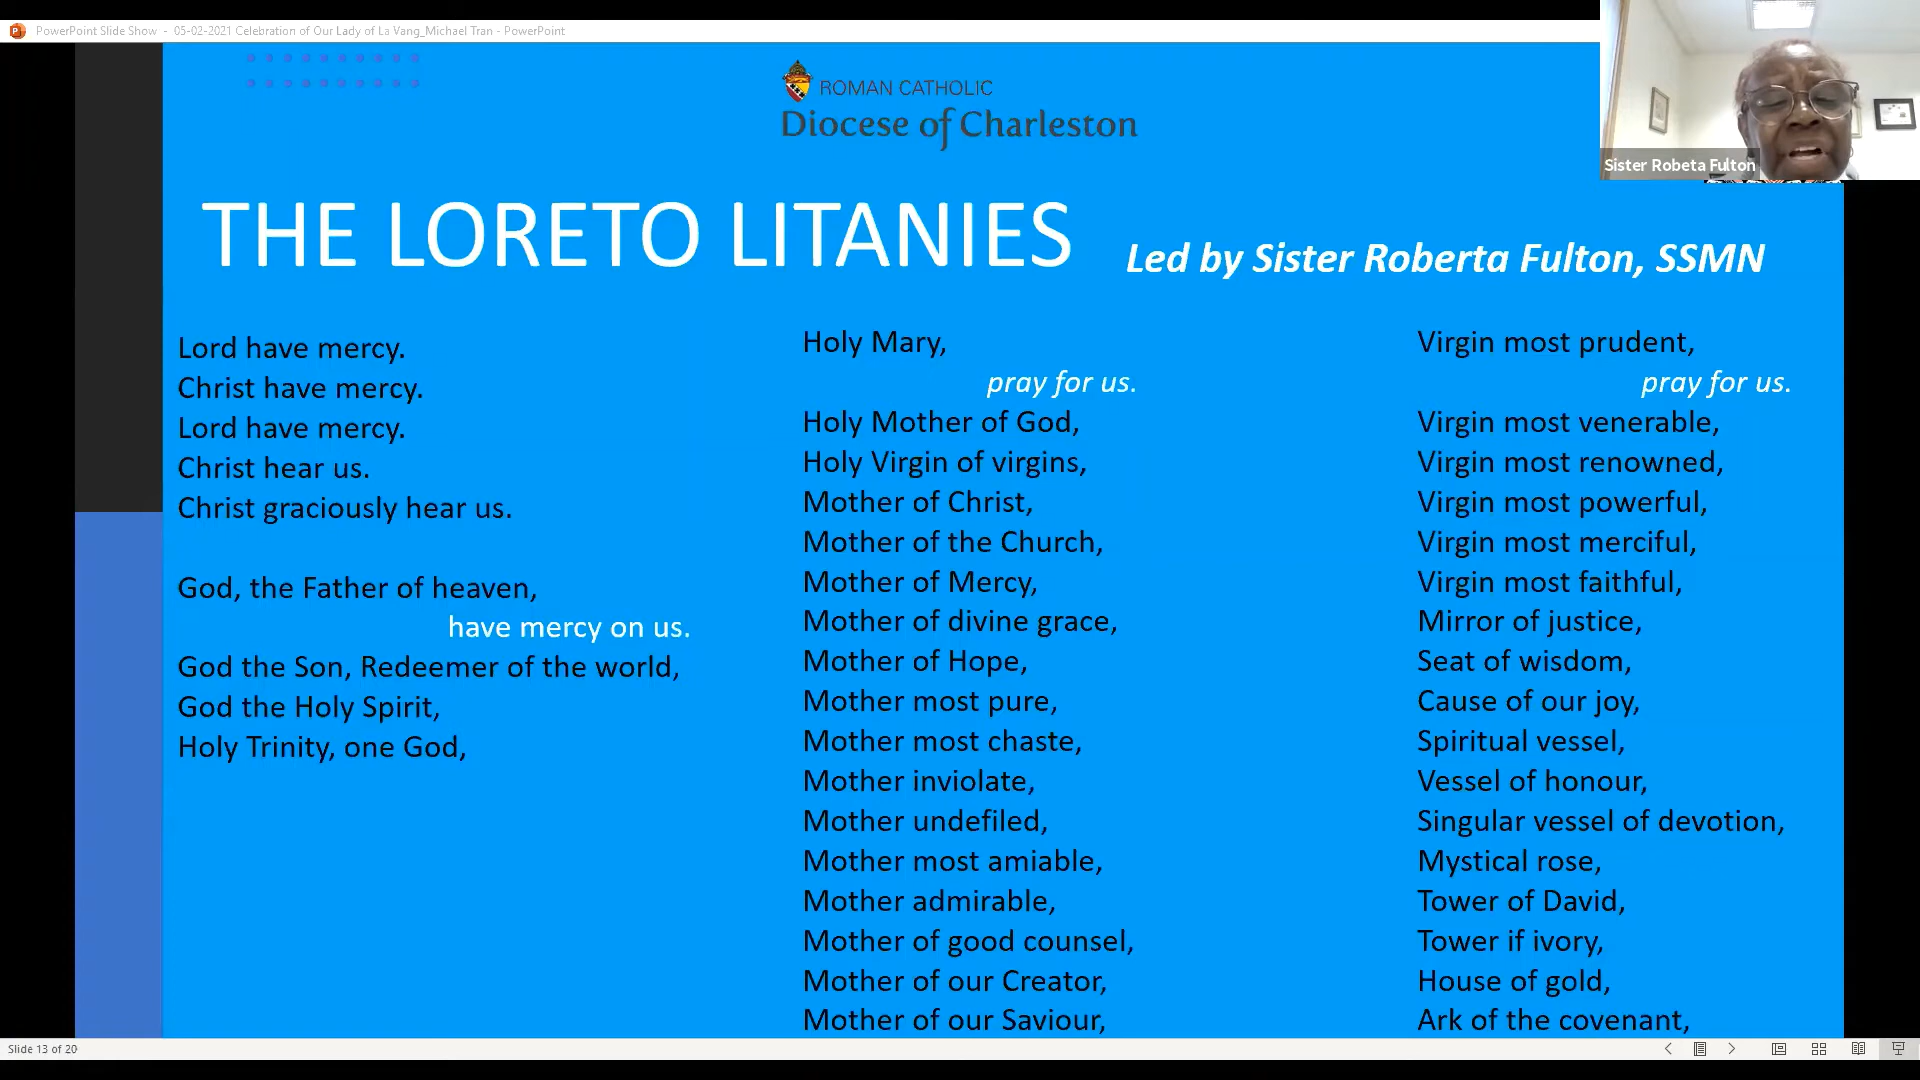 PowerPoint Slide Show - 05-02-2021 Celebration of Our Lady of La Vang_Michael Tran - PowerPoint
ROMAN CATHOLIC
Diocese of Charleston
Sister Robeta Fulton
THE LORETO LITANIES
Led by Sister Roberta Fulton, SSMN
Lord have mercy.
Christ have mercy.
Lord have mercy.
Christ hear us.
Christ graciously hear us.
God, the Father of heaven,
have mercy on us.
God the Son, Redeemer of the world,
God the Holy Spirit,
Holy Trinity, one God,
Holy Mary,
pray for us.
Holy Mother of God,
Holy Virgin of virgins,
Mother of Christ,
Mother of the Church,
Mother of Mercy,
Mother of divine grace,
Mother of Hope,
Mother most pure,
Mother most chaste,
Mother inviolate,
Mother undefiled,
Mother most amiable,
Mother admirable,
Mother of good counsel,
Mother of our Creator,
Mother of our Saviour,
Virgin most prudent,
pray for us.
Virgin most venerable,
Virgin most renowned,
Virgin most powerful,
Virgin most merciful,
Virgin most faithful,
Mirror of justice,
Seat of wisdom,
Cause of our joy,
Spiritual vessel,
Vessel of honour,
Singular vessel of devotion,
Mystical rose,
Tower of David,
Tower if ivory,
House of gold,
Ark of the covenant,
Slide 13 of 20